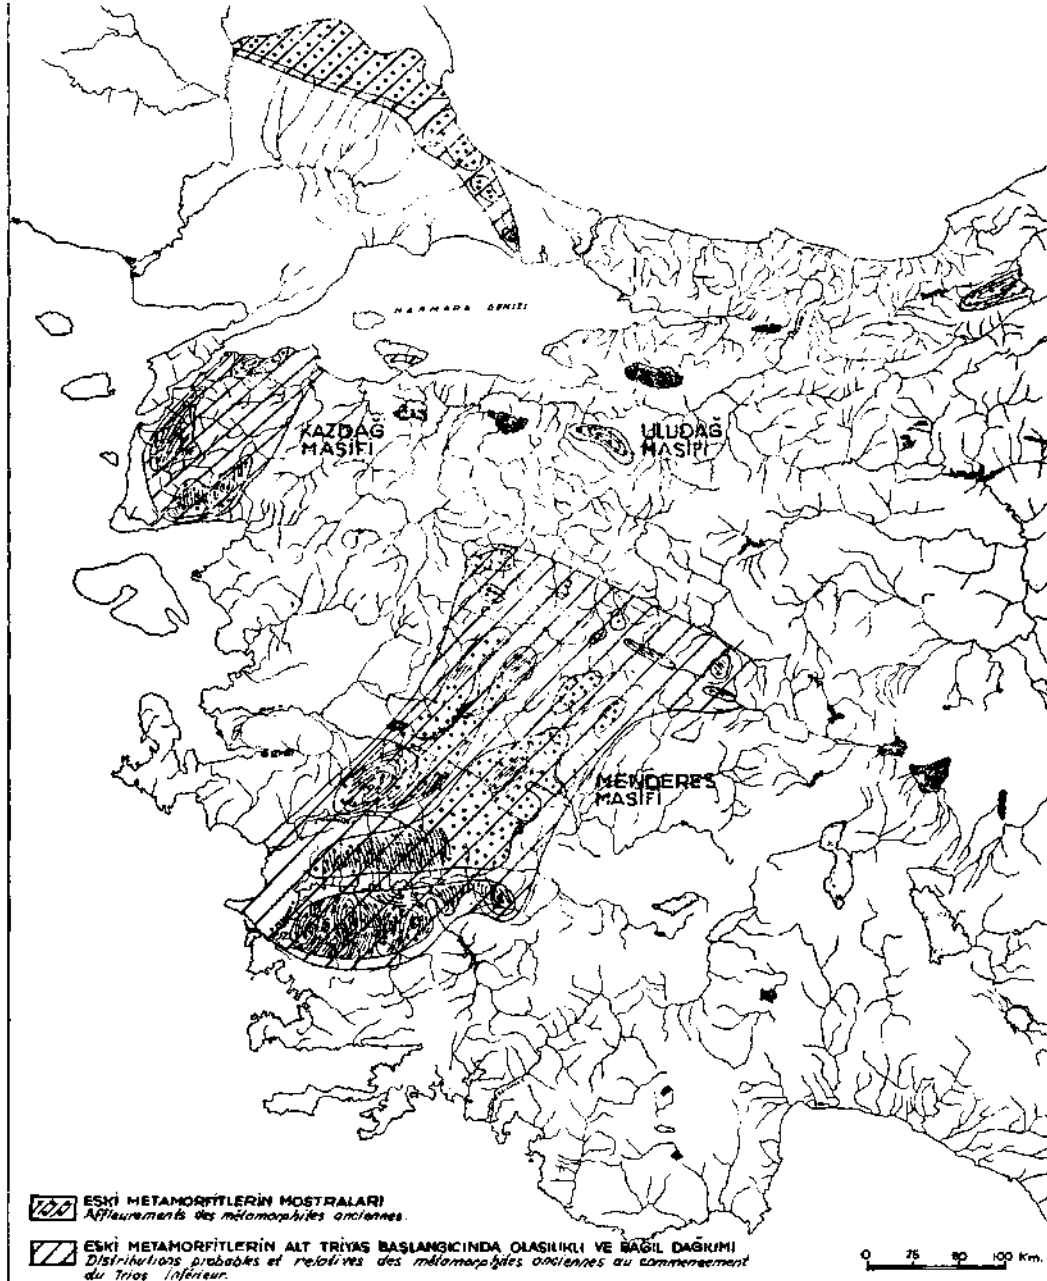 MARMARA DENİZİ
KAZDAĞ
MASİFİ
ULUDAĞ
MASİFİ
MENDERES
MASİFİ
ESKİ METAMORFİTLERİN MOSTRALARI
Affleurements des métamorphites anciennes.
ESKİ METAMORFİTLERİN ALT TRİYAS BAŞLANGICINDA OLASILIKLI VE BAĞIL DAĞILIMI
Distributions probables et relatives des métamorphites anciennes au commencement
du Trias inférieur.
0 25 50 100 Km.